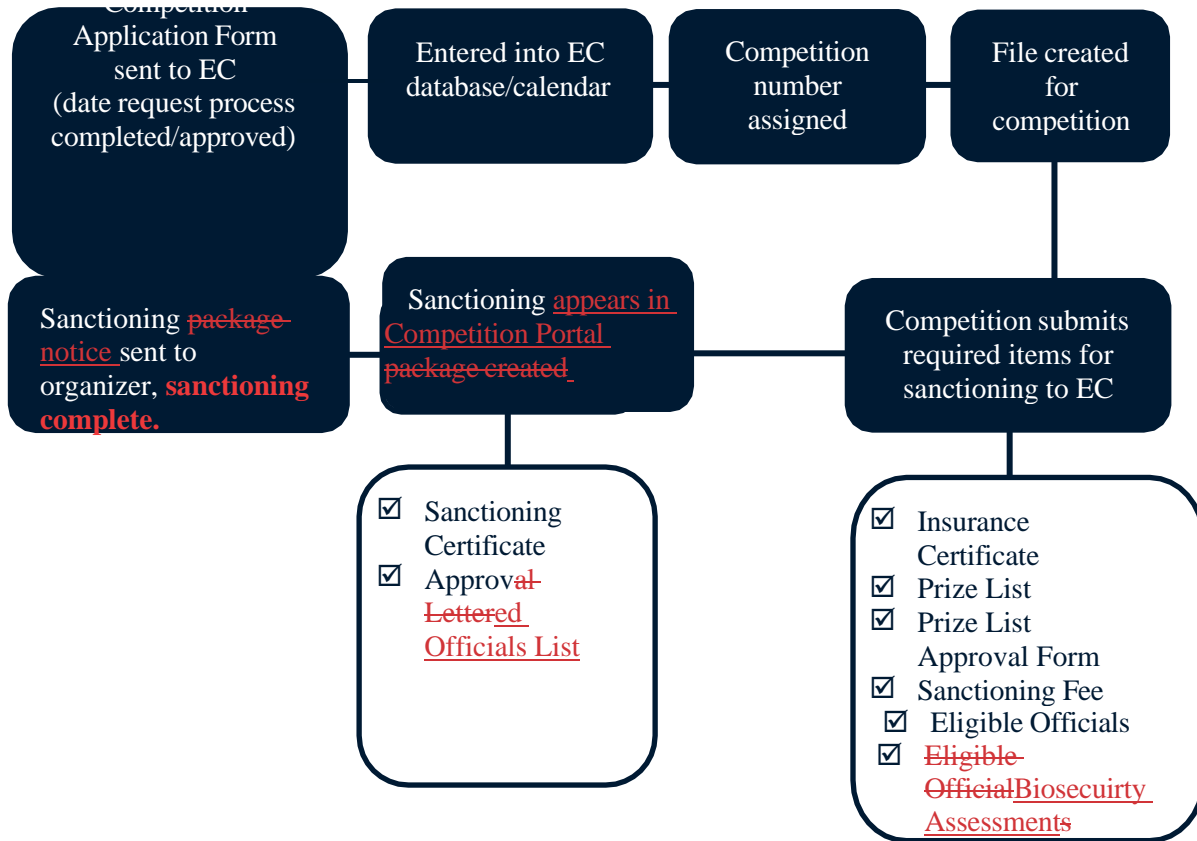 Competition
Application Form
sent to EC
(date request process
completed/approved)
Entered into EC
database/calendar
Competition
number
assigned
File created
for
competition
Competition submits
required items for
sanctioning to EC
Insurance
Certificate
Prize List
Prize List
Approval Form
Sanctioning Fee
Eligible Officials
Eligible
OfficialBiosecuirty
Assessments
Sanctioning appears in
Competition Portal
package created
Sanctioning
Certificate
Approval
Lettered
Officials List
Sanctioning package
notice sent to
organizer, sanctioning
complete.